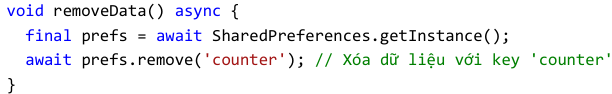 void removeData() async {
  final prefs = await SharedPreferences.getInstance();
  await prefs.remove('counter'); // Xóa dữ liệu với key 'counter'
}